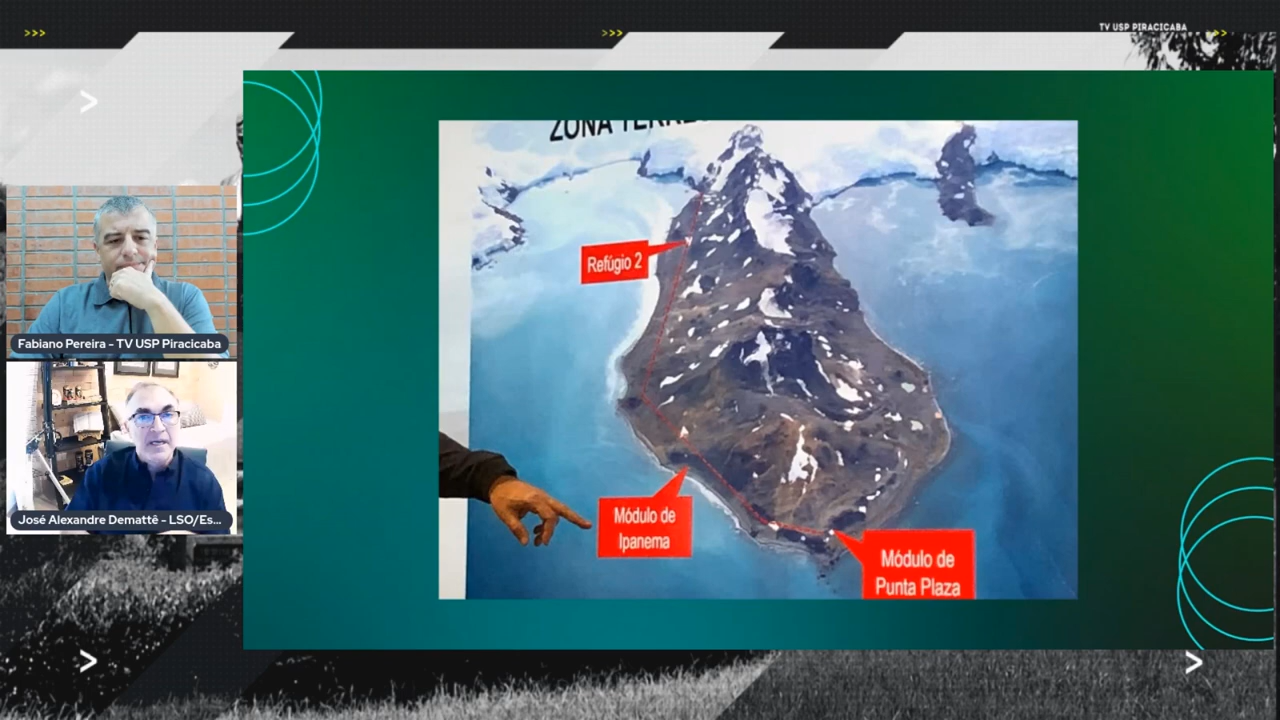 >>>
>>>
TV USP PIRACICABA
>>
ZONA
Refúgio 2
Módulo de
Ipanema
Módulo de
Punta Plaza
Fabiano Pereira – TV USP Piracicaba
José Alexandre Demattê – LSO/Es...